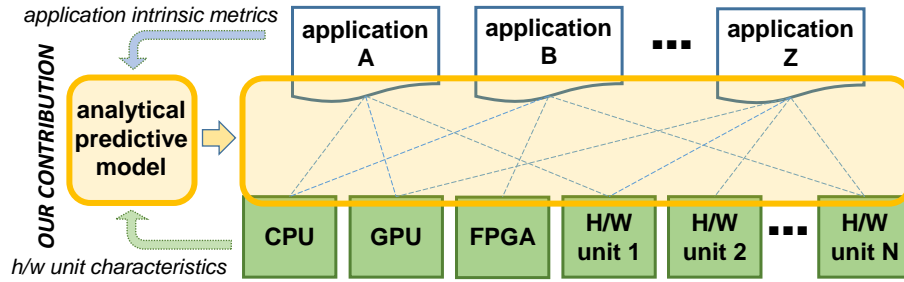 application intrinsic metrics
application
A
application
B
...
application
Z
OUR CONTRIBUTION
analytical
predictive
model
CPU
GPU
FPGA
H/W
unit 1
H/W
unit 2
...
H/W
unit N
h/w unit characteristics